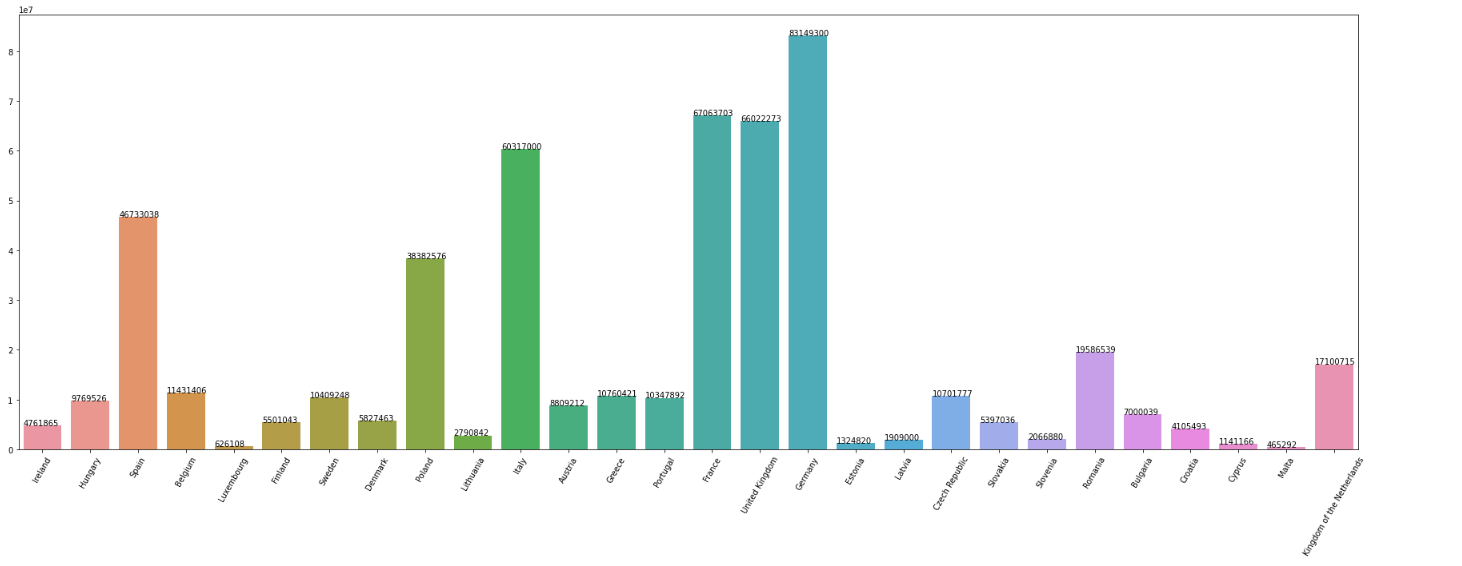 1e7
8
7
6
5
4
3
2
1
0
4761865
9769526
46733038
11431406
626108
5501043
10409248
5827463
38382576
2790842
60317000
8809212
10760421
10347892
67063703
66022273
83149300
1324820
1909000
10701777
5397036
2066880
19586539
7000039
4105493
1141166
465292
17100715
Ireland
Hungary
Spain
Belgium
Luxembourg
Finland
Sweden
Denmark
Poland
Lithuania
Italy
Austria
Greece
Portugal
France
United Kingdom
Germany
Estonia
Latvia
Czech Republic
Slovakia
Slovenia
Romania
Bulgaria
Croatia
Cyprus
Malta
Kingdom of the Netherlands